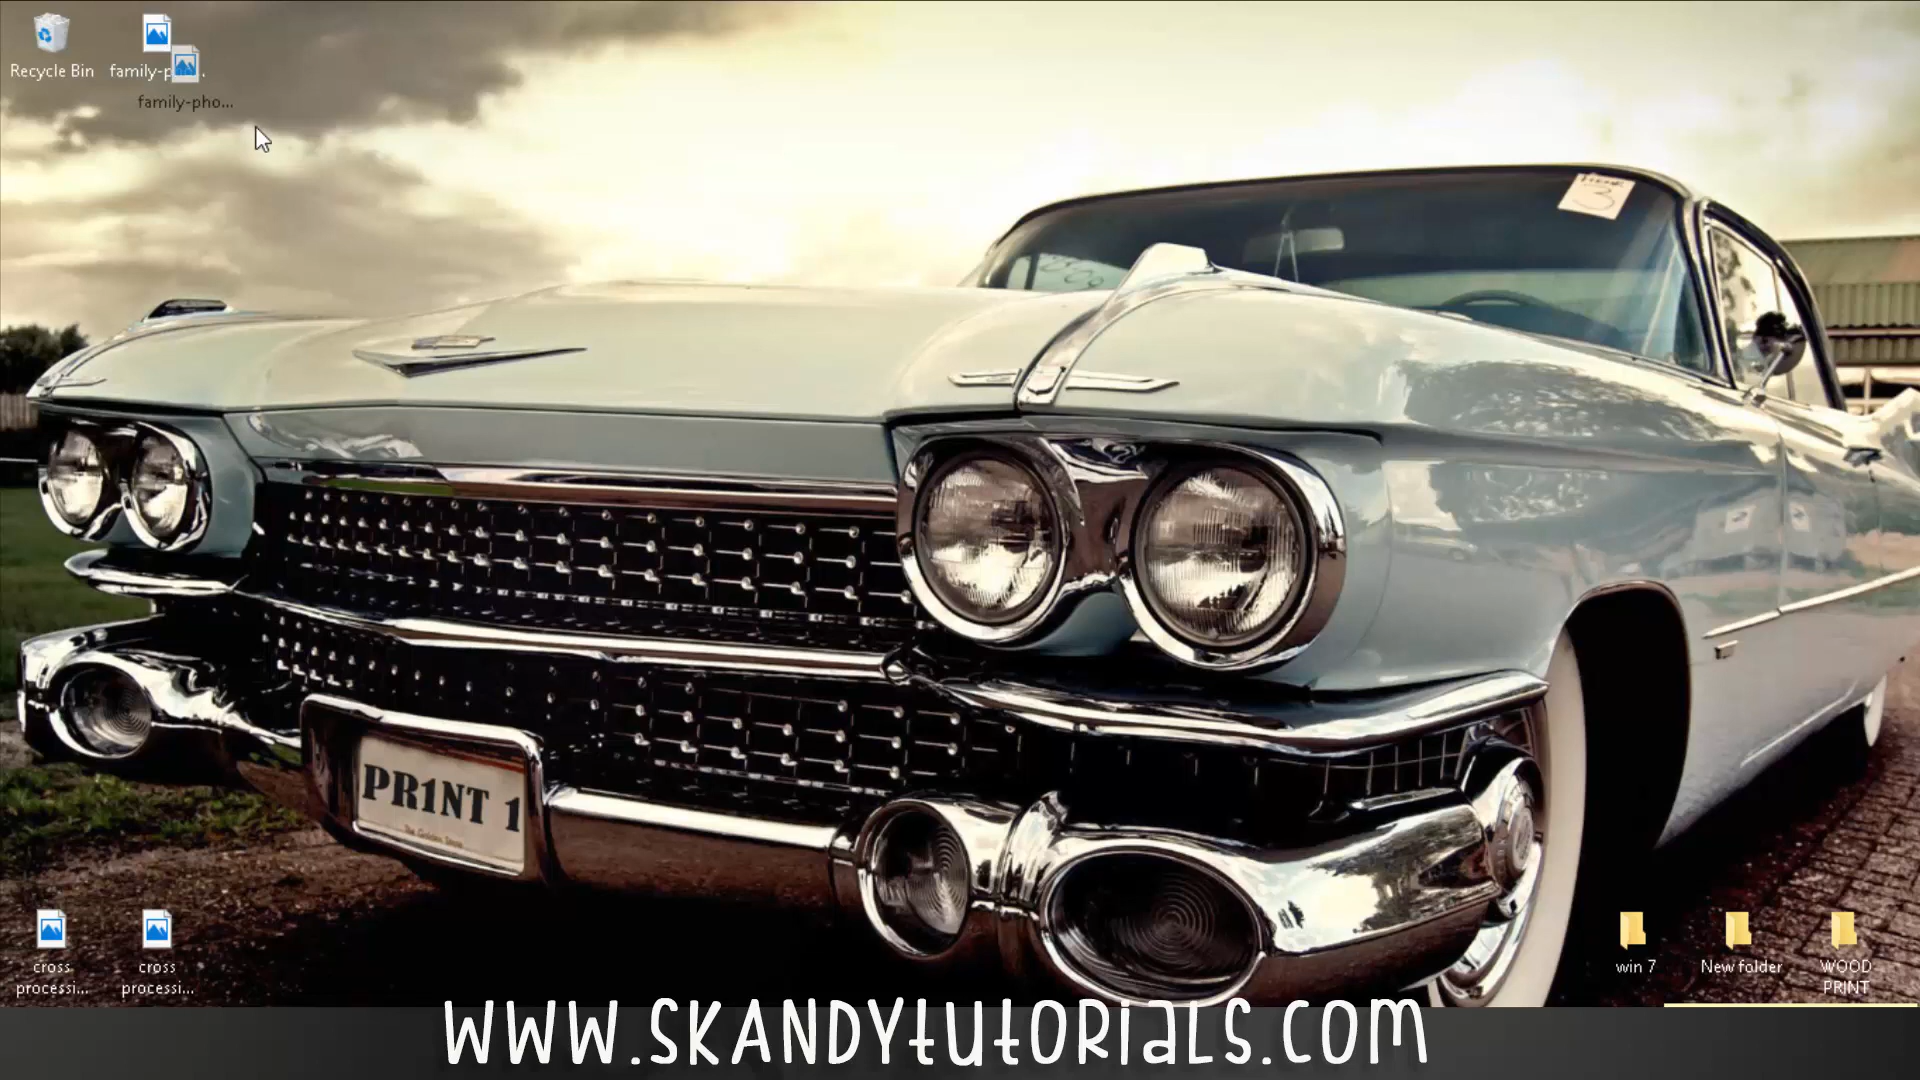 Recycle Bin
family-p...
family-pho...
3
PR1NT 1
cross
processi...
cross
processi...
win 7
New folder
WOOD
PRINT
www.SKANDYtutorials.com